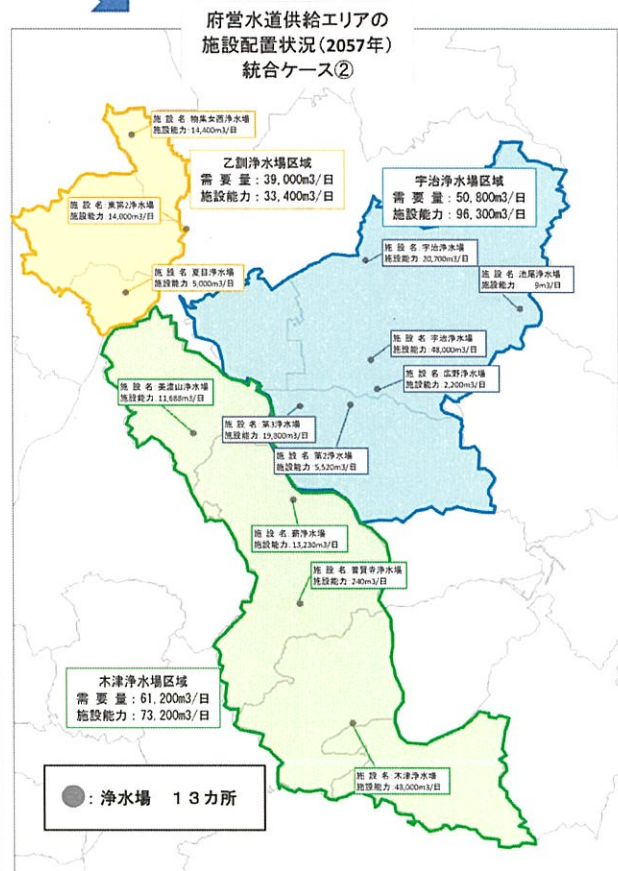 府営水道供給エリアの
施設配置状況(2057年)
統合ケース②
施 設 名 物集女西浄水場
施設能力:14,400m3/日
乙訓浄水場区域
需 要 量:39,000m3/日
施設能力:33,400m3/日
宇治浄水場区域
需 要 量:50,800m3/日
施設能力:96,300m3/日
施 設 名 東第2浄水場
施設能力:14,000m3/日
施 設 名 宇治浄水場
施設能力:20,700m3/日
施 設 名 池尾浄水場
施設能力 9m3/日
施 設 名 夏目浄水場
施設能力:5,000m3/日
施 設 名 宇治浄水場
施設能力:48,000m3/日
施 設 名 広野浄水場
施設能力:2,200m3/日
施 設 名 美濃山浄水場
施設能力:11,688m3/日
施 設 名 第3浄水場
施設能力:19,800m3/日
施 設 名 第2浄水場
施設能力 5,520m3/日
施 設 名 薪浄水場
施設能力:13,230m3/日
施 設 名 普賢寺浄水場
施設能力:240m3/日
木津浄水場区域
需 要 量:61,200m3/日
施設能力:73,200m3/日
施 設 名:木津浄水場
施設能力 48,000m3/日
:浄水場 13カ所